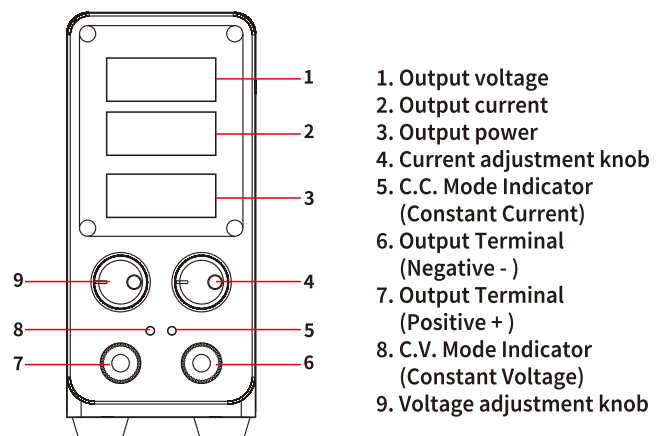 1
2
3
9
4
8
5
7
6
1. Output voltage
2. Output current
3. Output power
4. Current adjustment knob
5. C.C. Mode Indicator
(Constant Current)
6. Output Terminal
(Negative - )
7. Output Terminal
(Positive + )
8. C.V. Mode Indicator
(Constant Voltage)
9. Voltage adjustment knob